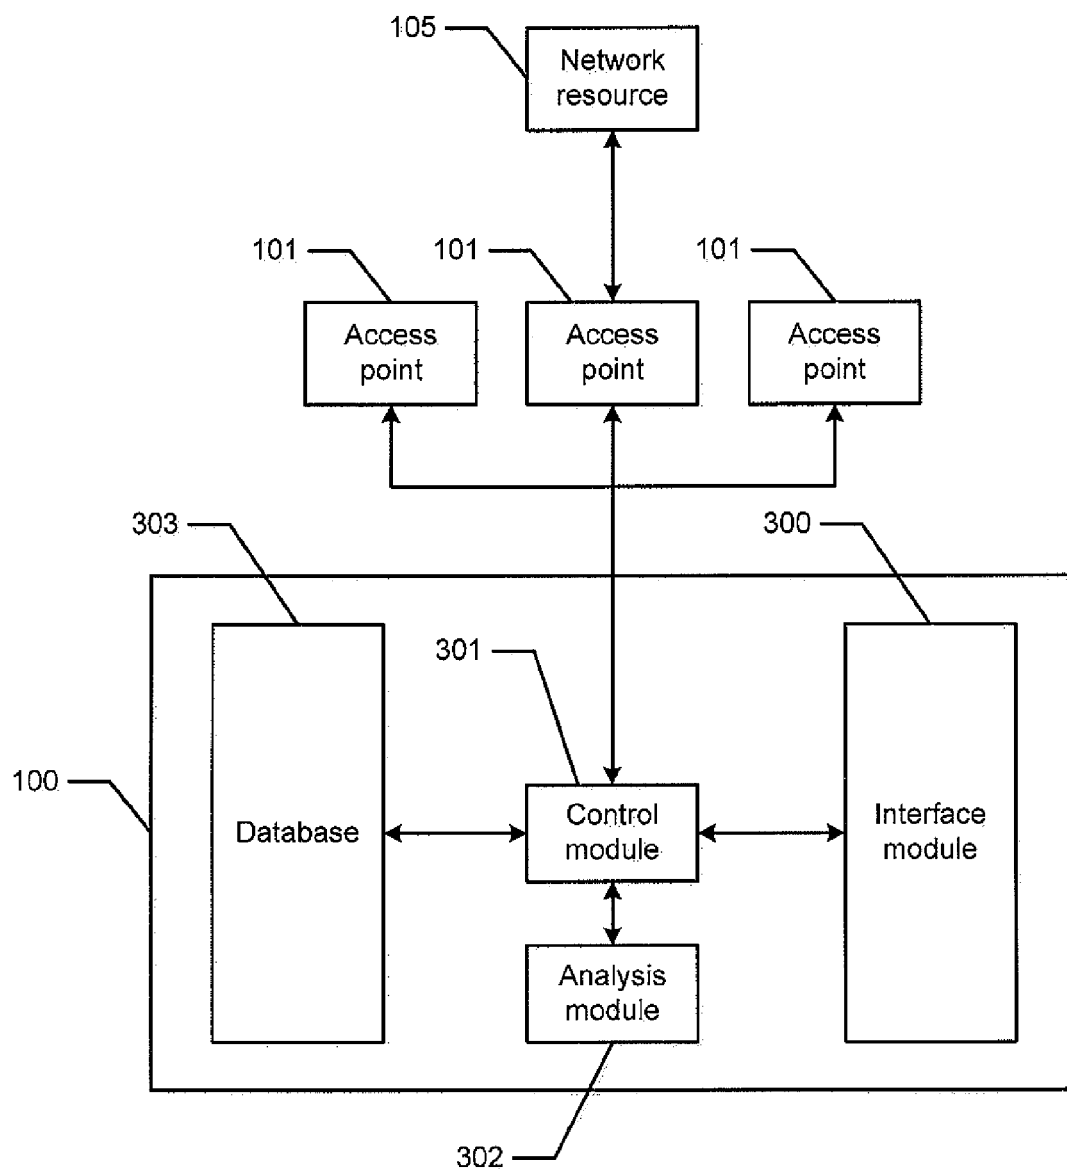 105
Network
resource
101
101
101
Access
point
Access
point
Access
point
303
300
301
100
Database
Control
module
Interface
module
Analysis
module
302